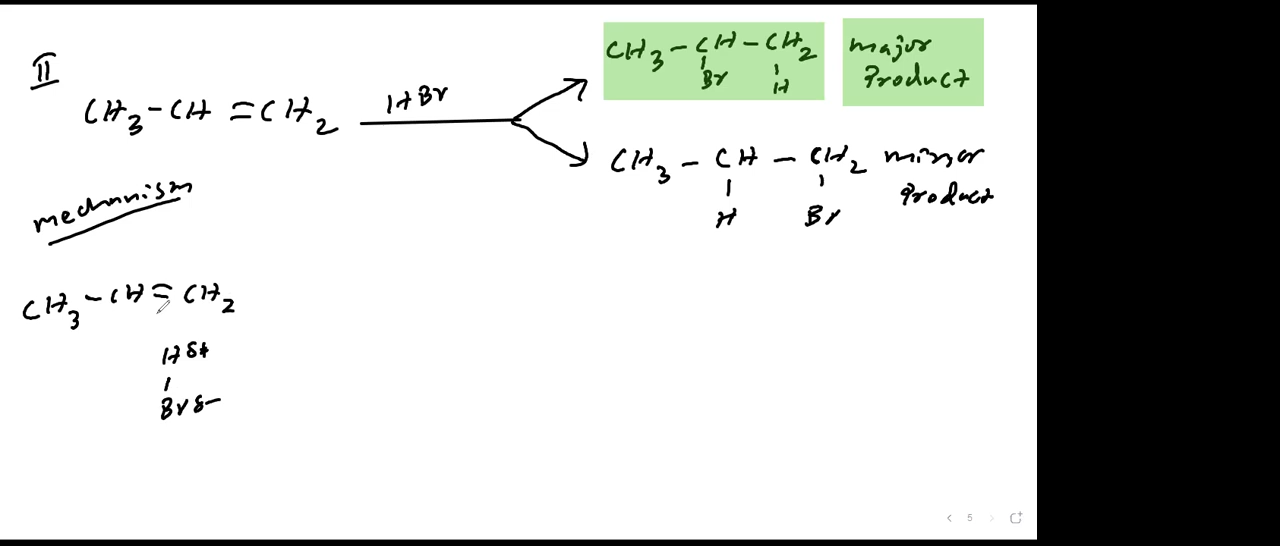 II
CH3-CH=CH2
HBr
CH3-CH-CH2
Br H
major
Product
CH3-CH-CH2
H Br
minor
Product
mechanism
CH3-CH=CH2
Hδ+
Brδ-
5